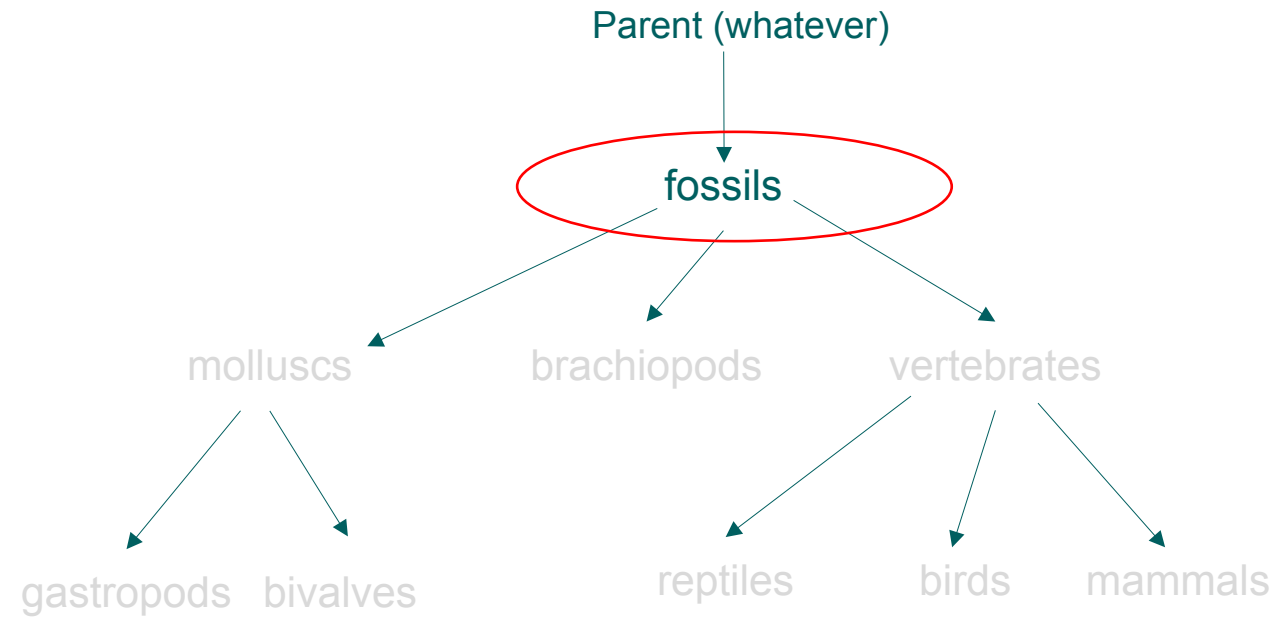 Parent (whatever)
fossils
molluscs
brachiopods
vertebrates
gastropods
bivalves
reptiles
birds
mammals